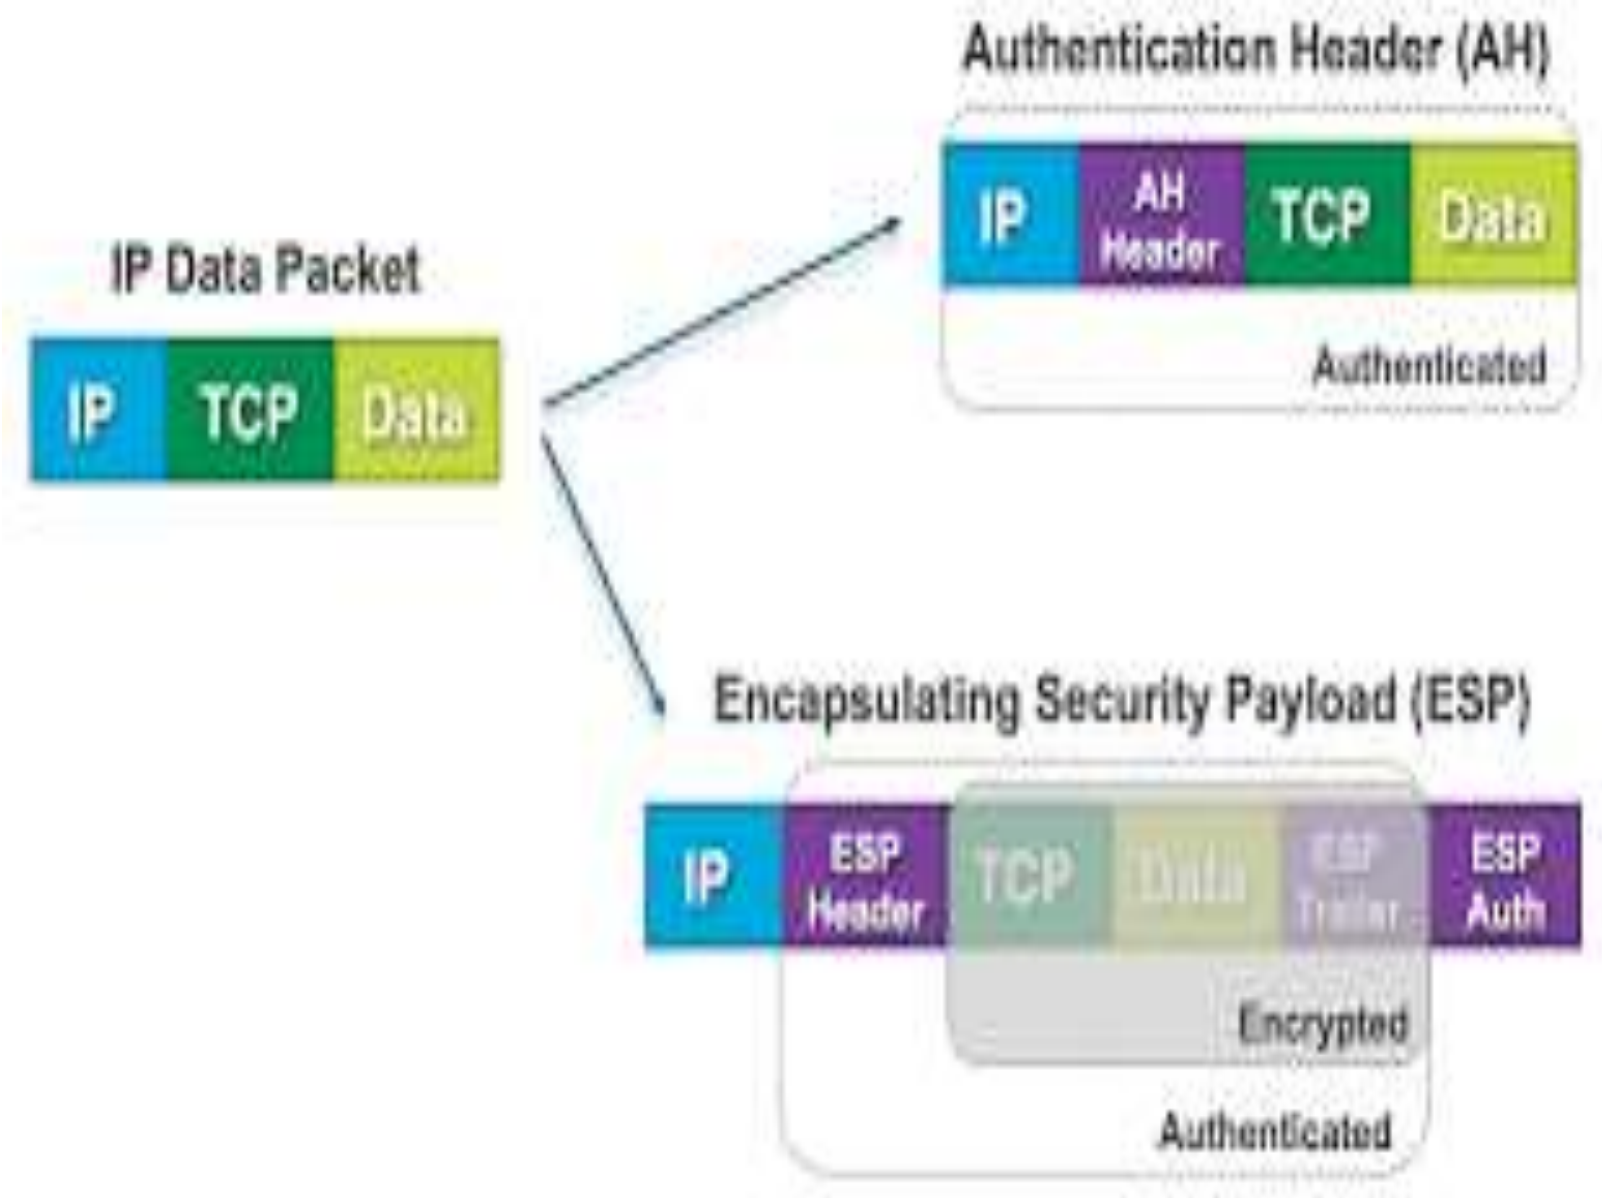 Authentication Header (AH)
IP
AH
Header
TCP
Data
Authenticated
IP Data Packet
IP
TCP
Data
Encapsulating Security Payload (ESP)
IP
ESP
Header
TCP
Data
ESP
Trailer
ESP
Auth
Encrypted
Authenticated